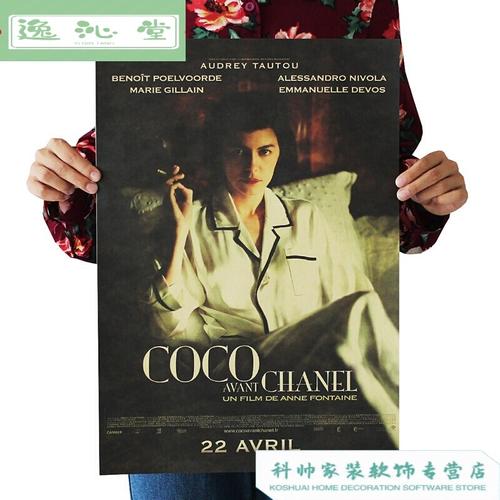 逸沁堂
AUDREY TAUTOU
BENOÎT POELVOORDE
ALESSANDRO NIVOLA
MARIE GILLAIN
EMMANUELLE DEVOS
COCO
AVANT CHANEL
UN FILM DE ANNE FONTAINE
22 AVRIL
科帅家装软饰专营店
KOSHUAI HOME DECORATION SOFTWARE STORE